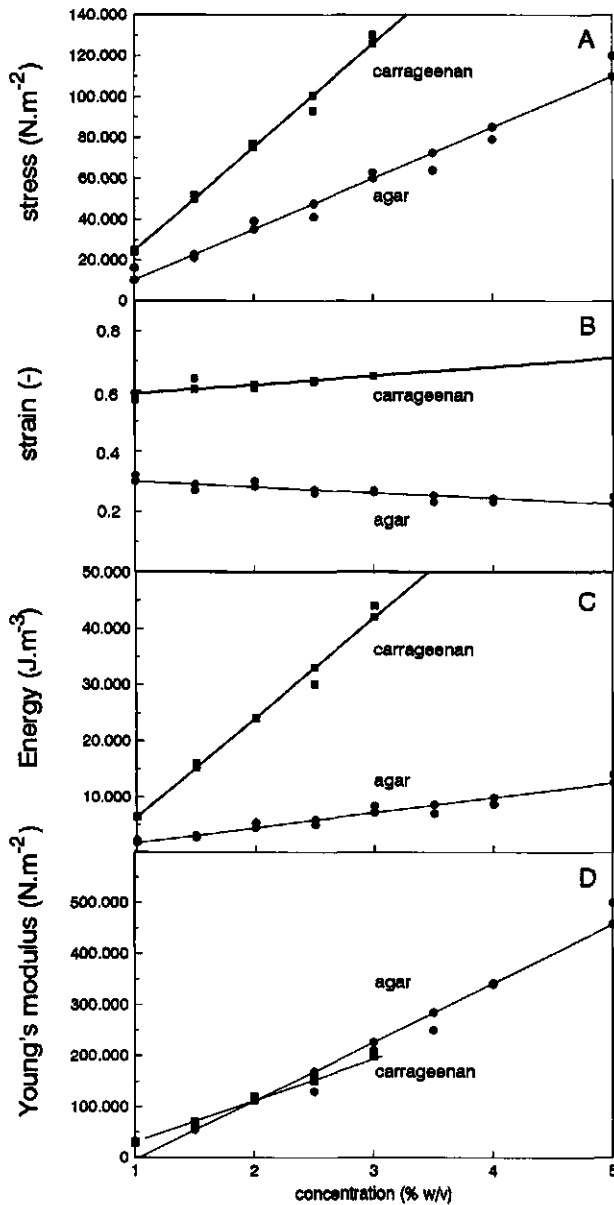 stress (N.m-2)
140.000
120.000
100.000
80.000
60.000
40.000
20.000
0
A
carrageenan
agar
strain (-)
0.8
0.6
0.4
0.2
B
carrageenan
agar
Energy (J.m-3)
50.000
40.000
30.000
20.000
10.000
C
carrageenan
agar
Young's modulus (N.m-2)
500.000
400.000
300.000
200.000
100.000
0
D
agar
carrageenan
1 2 3 4 5
concentration (% w/v)